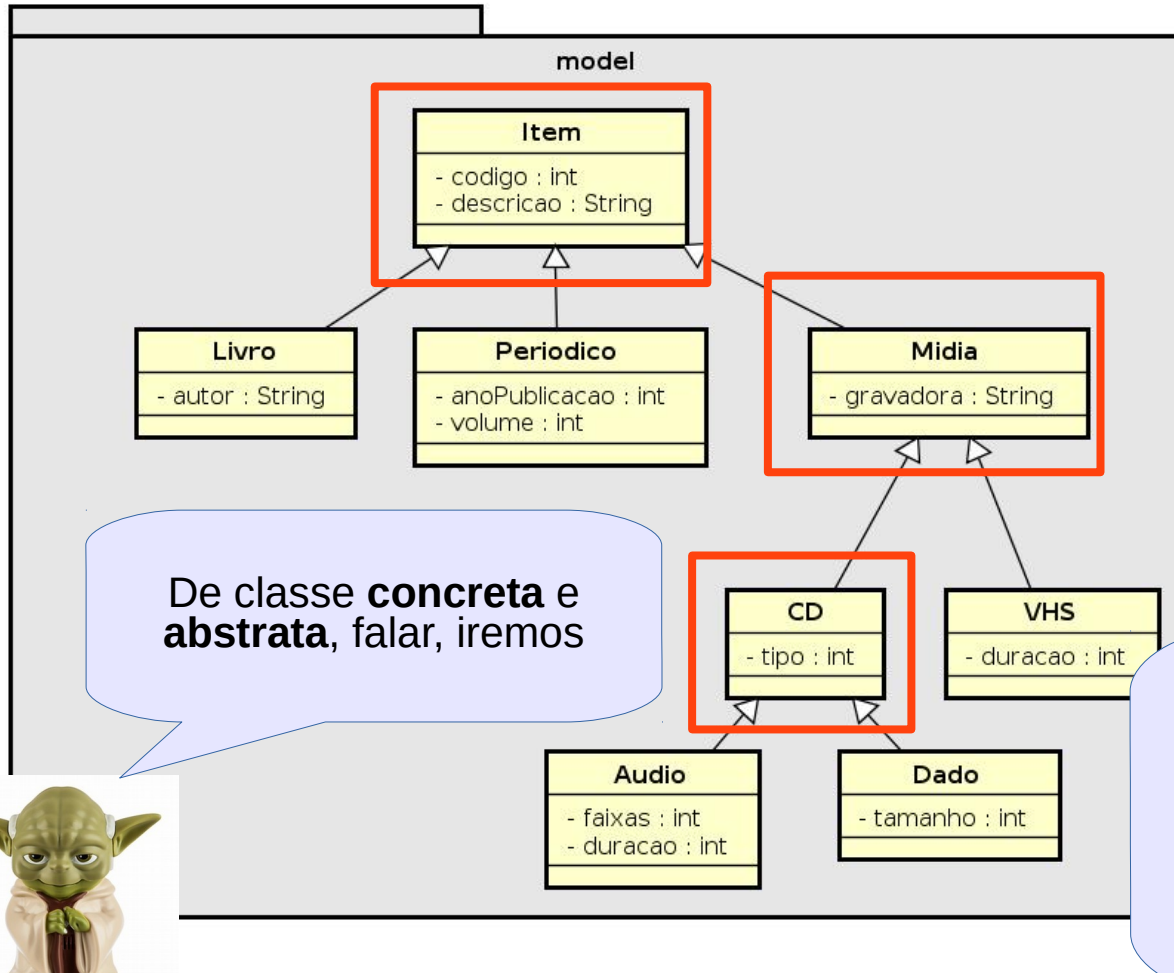 model
Item
- codigo : int
- descricao : String
Livro
- autor : String
Periodico
- anoPublicacao : int
- volume : int
Midia
- gravadora : String
De classe concreta e
abstrata, falar, iremos
CD
- tipo : int
VHS
- duracao : int
Audio
- faixas : int
- duracao : int
Dado
- tamanho : int